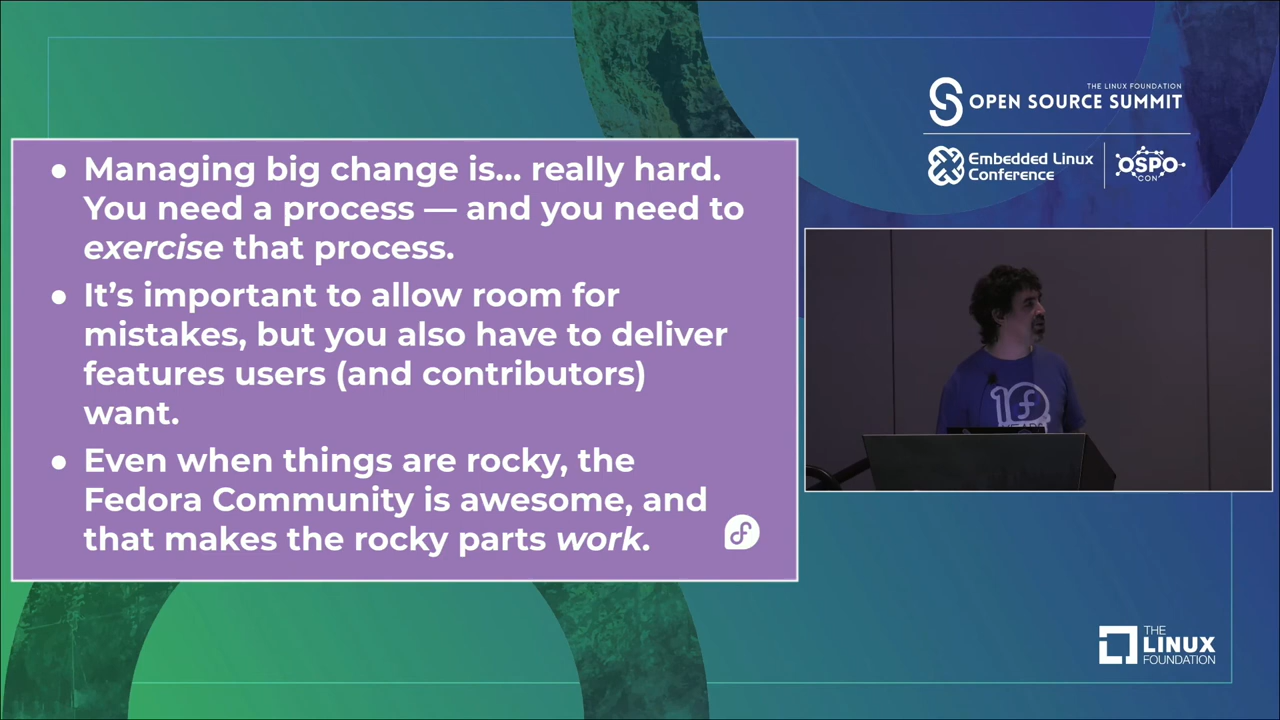 THE LINUX FOUNDATION
OPEN SOURCE SUMMIT
Embedded Linux
Conference
OSPO
CON
● Managing big change is... really hard.
You need a process — and you need to
exercise that process.
● It's important to allow room for
mistakes, but you also have to deliver
features users (and contributors)
want.
● Even when things are rocky, the
Fedora Community is awesome, and
that makes the rocky parts work.
10
THE
LINUX
FOUNDATION